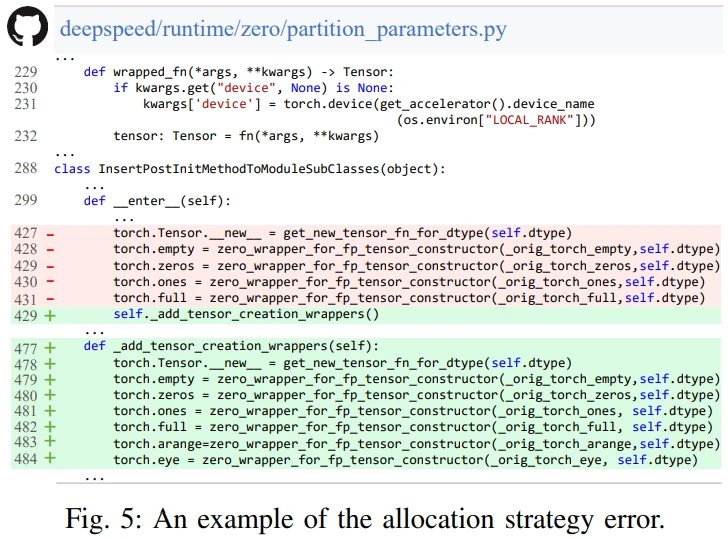 deepspeed/runtime/zero/partition_parameters.py
...
229 def wrapped_fn(*args, **kwargs) -> Tensor:
230 if kwargs.get("device", None) is None:
231 kwargs['device'] = torch.device(get_accelerator().device_name
(os.environ["LOCAL_RANK"]))
232 tensor: Tensor = fn(*args, **kwargs)
...
288 class InsertPostInitMethodToModuleSubClasses(object):
...
299 def __enter__(self):
...
427 - torch.Tensor.__new__ = get_new_tensor_fn_for_dtype(self.dtype)
428 - torch.empty = zero_wrapper_for_fp_tensor_constructor(_orig_torch_empty,self.dtype)
429 - torch.zeros = zero_wrapper_for_fp_tensor_constructor(_orig_torch_zeros,self.dtype)
430 - torch.ones = zero_wrapper_for_fp_tensor_constructor(_orig_torch_ones,self.dtype)
431 - torch.full = zero_wrapper_for_fp_tensor_constructor(_orig_torch_full,self.dtype)
429 + self._add_tensor_creation_wrappers()
...
477 + def _add_tensor_creation_wrappers(self):
478 + torch.Tensor.__new__ = get_new_tensor_fn_for_dtype(self.dtype)
479 + torch.empty = zero_wrapper_for_fp_tensor_constructor(_orig_torch_empty,self.dtype)
480 + torch.zeros = zero_wrapper_for_fp_tensor_constructor(_orig_torch_zeros,self.dtype)
481 + torch.ones = zero_wrapper_for_fp_tensor_constructor(_orig_torch_ones, self.dtype)
482 + torch.full = zero_wrapper_for_fp_tensor_constructor(_orig_torch_full, self.dtype)
483 + torch.arange=zero_wrapper_for_fp_tensor_constructor(_orig_torch_arange,self.dtype)
484 + torch.eye = zero_wrapper_for_fp_tensor_constructor(_orig_torch_eye, self.dtype)
...
Fig. 5: An example of the allocation strategy error.